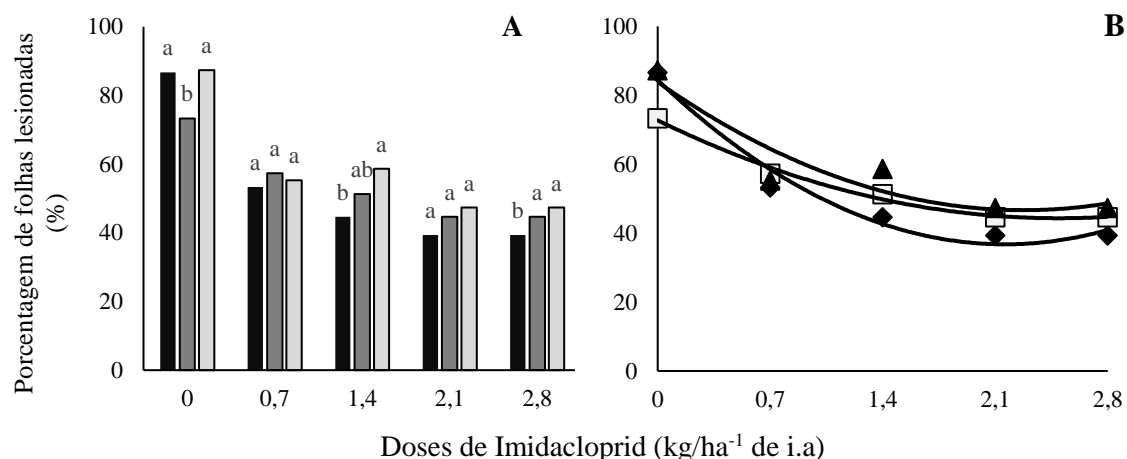 Porcentagem de folhas lesionadas
(%)
A
100
80
60
40
20
0
a
b
a
a
a
a
b
ab
a
a
a
a
b
a
a
0
0,7
1,4
2,1
2,8
B
100
80
60
40
20
0
0
0,7
1,4
2,1
2,8
Doses de Imidacloprid (kg/ha⁻¹ de i.a)